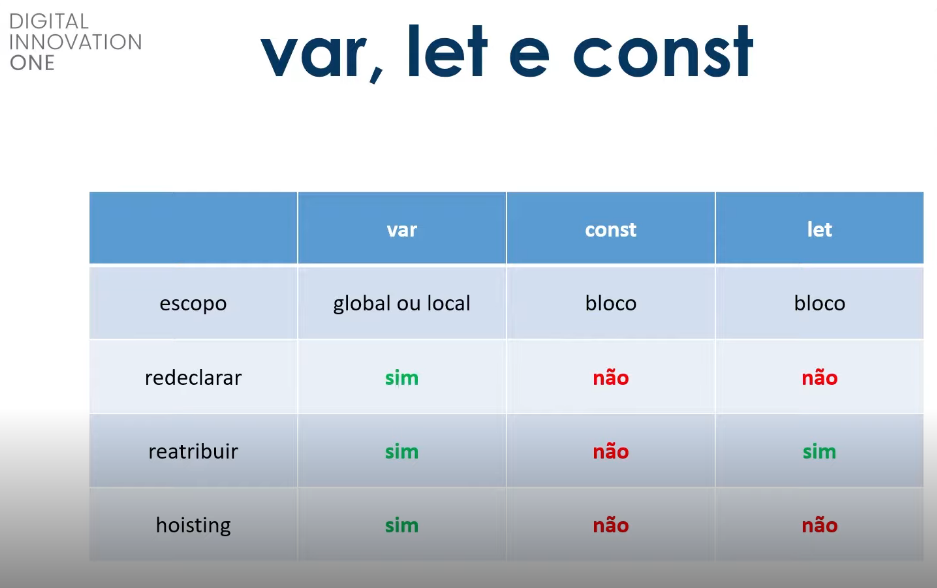 DIGITAL
INNOVATION
ONE
var, let e const
var const let
escopo global ou local bloco bloco
redeclarar sim não não
reatribuir sim não sim
hoisting sim não não